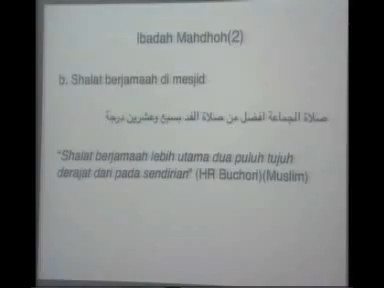 Ibadah Mahdhoh(2)
b. Shalat berjamaah di mesjid
صلاة الجماعة افضل من صلاة الفد بسبع وعشرين درجة
"Shalat berjamaah lebih utama dua puluh tujuh
derajat dari pada sendirian" (HR Buchori)(Muslim)